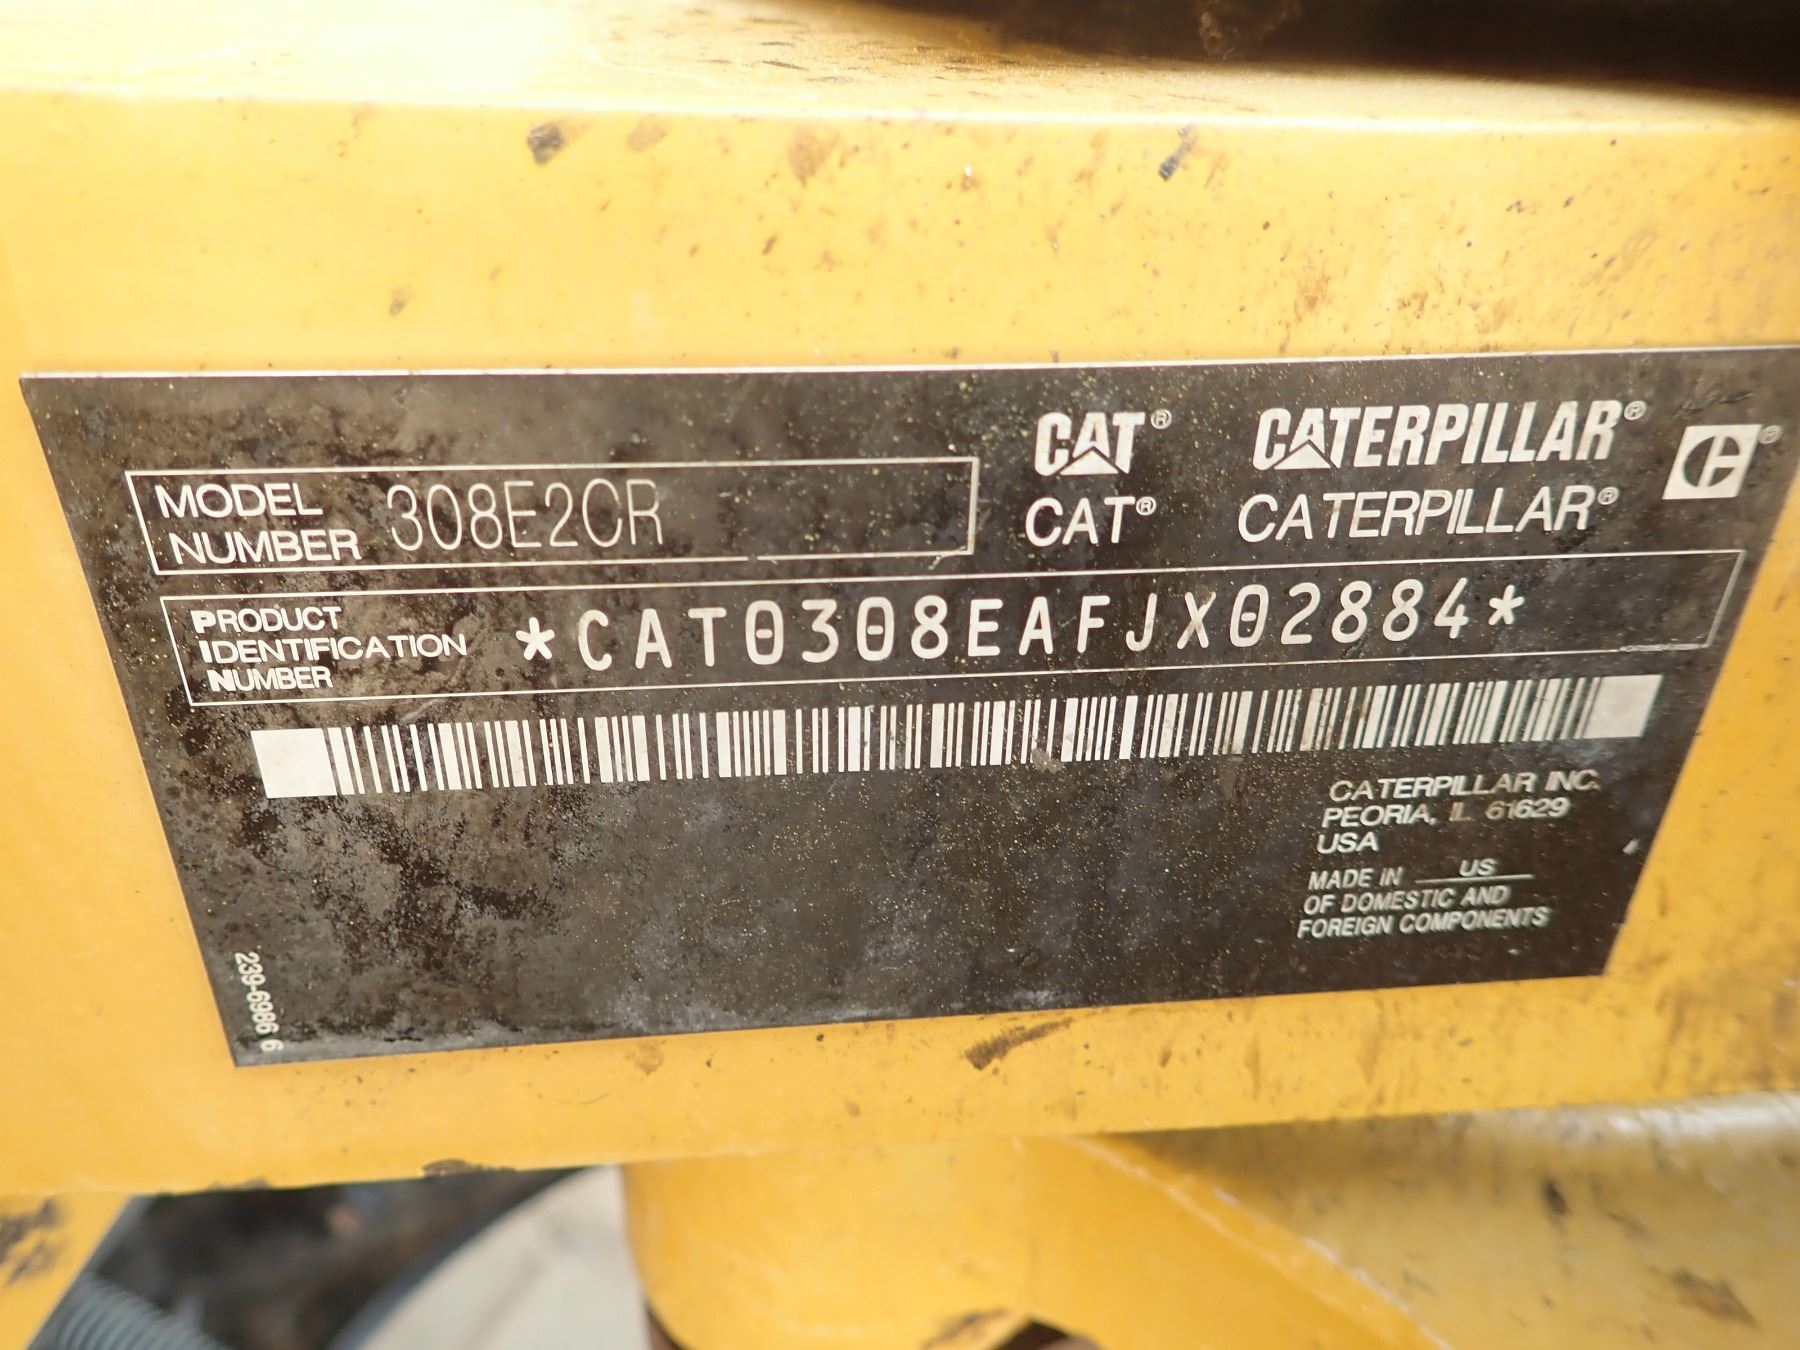 CAT® CATERPILLAR®
CAT® CATERPILLAR®
MODEL
NUMBER 308E2CR
PRODUCT
IDENTIFICATION
NUMBER
*CAT0308EAFJX02884*
CATERPILLAR INC.
PEORIA, IL 61629
USA
MADE IN US
OF DOMESTIC AND
FOREIGN COMPONENTS
239-6986 6